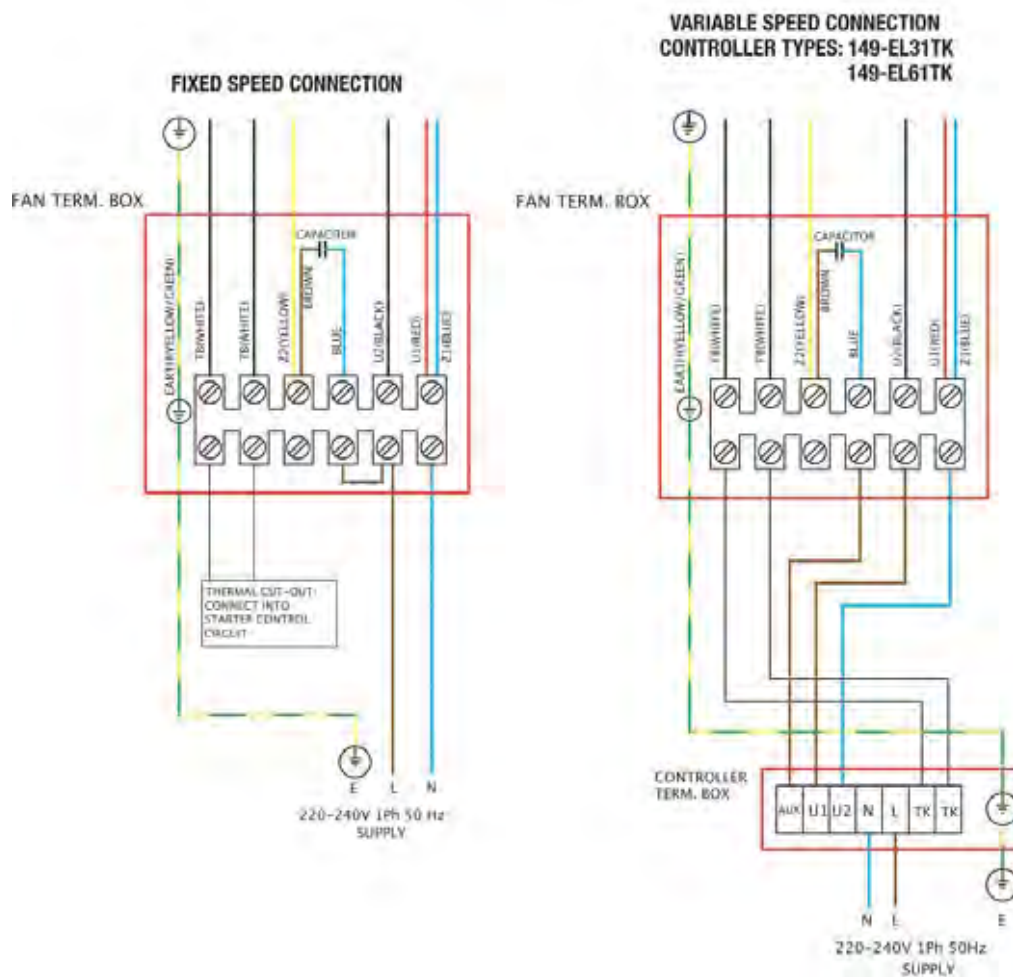 FIXED SPEED CONNECTION
FAN TERM. BOX
CAPACITOR
EARTH(YELLOW/GREEN)
TB(WHITE)
TB(WHITE)
Z2(YELLOW)
BROWN
BLUE
U2(BLACK)
U1(RED)
Z1(BLUE)
THERMAL CUT-OUT:
CONNECT INTO
STARTER CONTROL
CIRCUIT
E L N
220-240V 1Ph 50 Hz
SUPPLY
VARIABLE SPEED CONNECTION
CONTROLLER TYPES: 149-EL31TK
149-EL61TK
FAN TERM. BOX
CAPACITOR
EARTH(YELLOW/GREEN)
TB(WHITE)
TB(WHITE)
Z2(YELLOW)
BROWN
BLUE
U2(BLACK)
U1(RED)
Z1(BLUE)
CONTROLLER
TERM. BOX
AUX U1 U2 N L TK TK
N L E
220-240V 1Ph 50Hz
SUPPLY